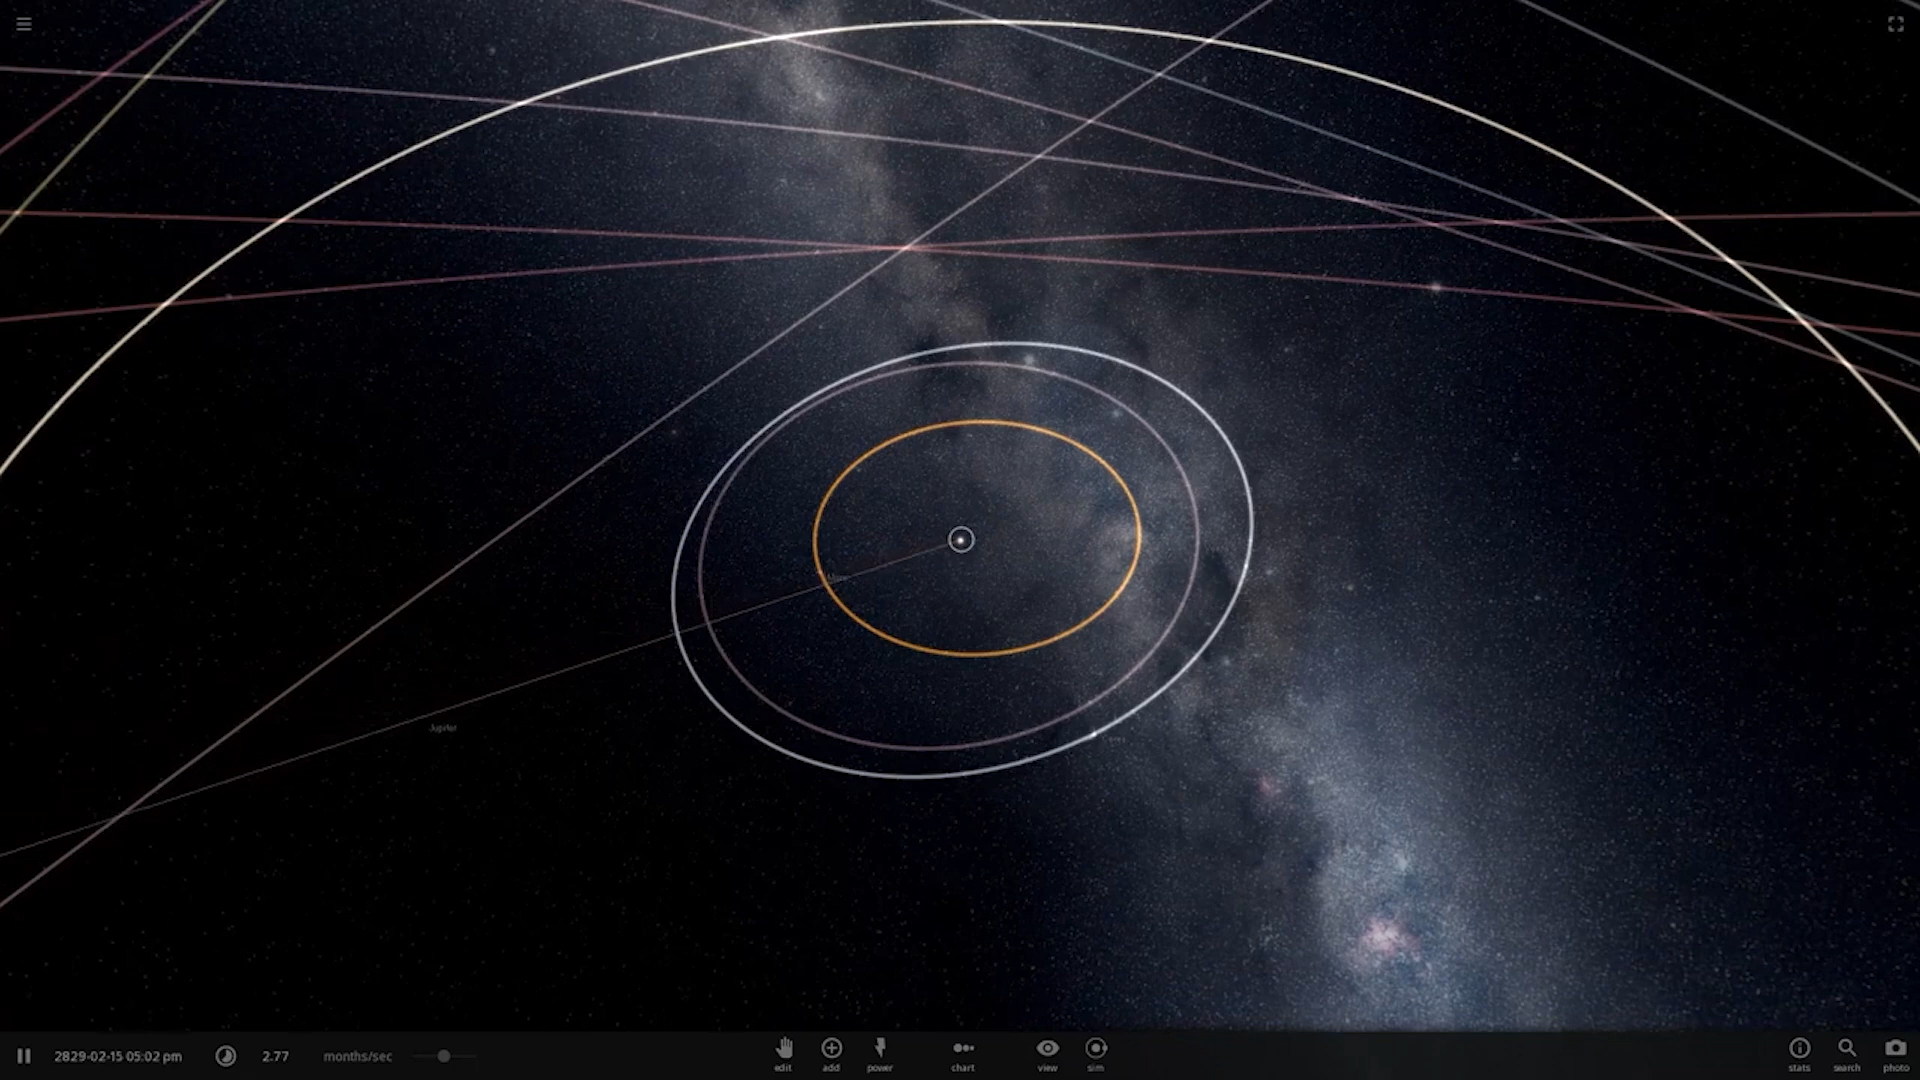 Jupiter
2829-02-15 05:02 pm
2.77
months/sec
edit
add
power
chart
view
sim
stats
search
photo